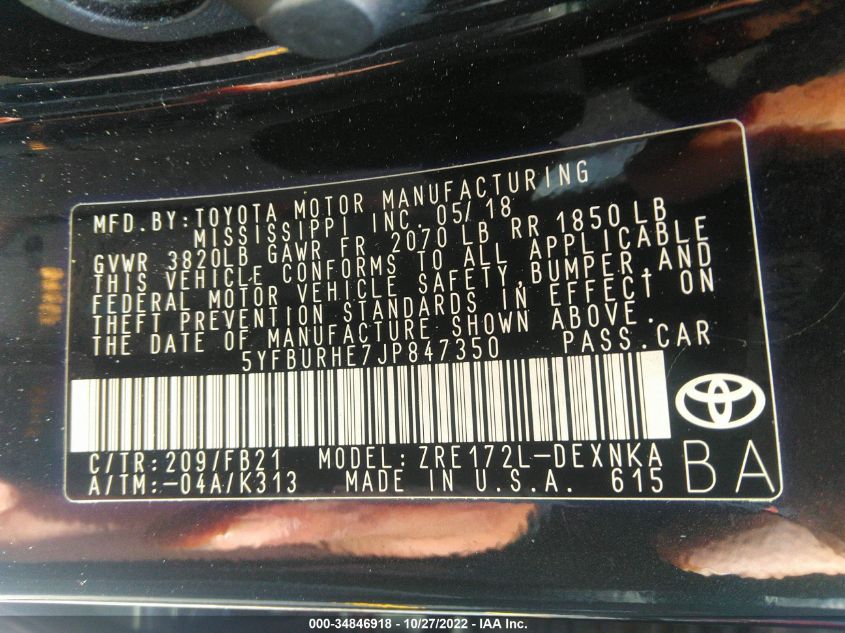 MFD.BY:TOYOTA MOTOR MANUFACTURING
MISSISSIPPI INC. 05/18
GVWR 3820LB GAWR FR 2070 LB RR 1850 LB
THIS VEHICLE CONFORMS TO ALL APPLICABLE
FEDERAL MOTOR VEHICLE SAFETY,BUMPER,AND
THEFT PREVENTION STANDARDS IN EFFECT ON
THE DATE OF MANUFACTURE SHOWN ABOVE.
5YFBURHE7JP847350 PASS.CAR
C/TR:209/FB21 MODEL:ZRE172L-DEXNKA
A/TM:-04A/K313 MADE IN U.S.A. 615
BA
000-34846918 - 10/27/2022 - IAA Inc.